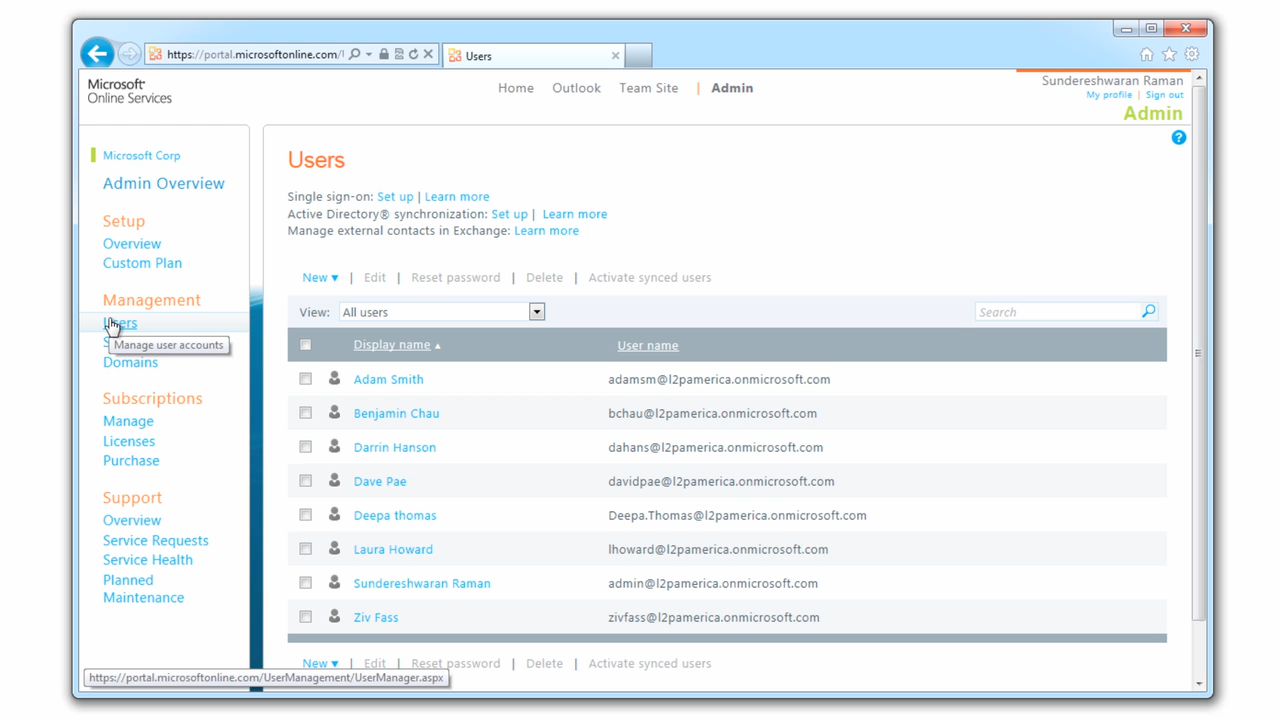 https://portal.microsoftonline.com/
Users
Microsoft
Online Services
Home
Outlook
Team Site
|
Admin
Sundereshwaran Raman
My profile | Sign out
Admin
Microsoft Corp
Admin Overview
Setup
Overview
Custom Plan
Management
Users
Manage user accounts
Domains
Subscriptions
Manage
Licenses
Purchase
Support
Overview
Service Requests
Service Health
Planned
Maintenance
Users
Single sign-on: Set up | Learn more
Active Directory® synchronization: Set up | Learn more
Manage external contacts in Exchange: Learn more
New ▼ | Edit | Reset password | Delete | Activate synced users
View: All users
Search
Display name ▲ User name
Adam Smith adamsm@l2pamerica.onmicrosoft.com
Benjamin Chau bchau@l2pamerica.onmicrosoft.com
Darrin Hanson dahans@l2pamerica.onmicrosoft.com
Dave Pae davidpae@l2pamerica.onmicrosoft.com
Deepa thomas Deepa.Thomas@l2pamerica.onmicrosoft.com
Laura Howard lhoward@l2pamerica.onmicrosoft.com
Sundereshwaran Raman admin@l2pamerica.onmicrosoft.com
Ziv Fass zivfass@l2pamerica.onmicrosoft.com
New ▼ | Edit | Reset password | Delete | Activate synced users
https://portal.microsoftonline.com/UserManagement/UserManager.aspx